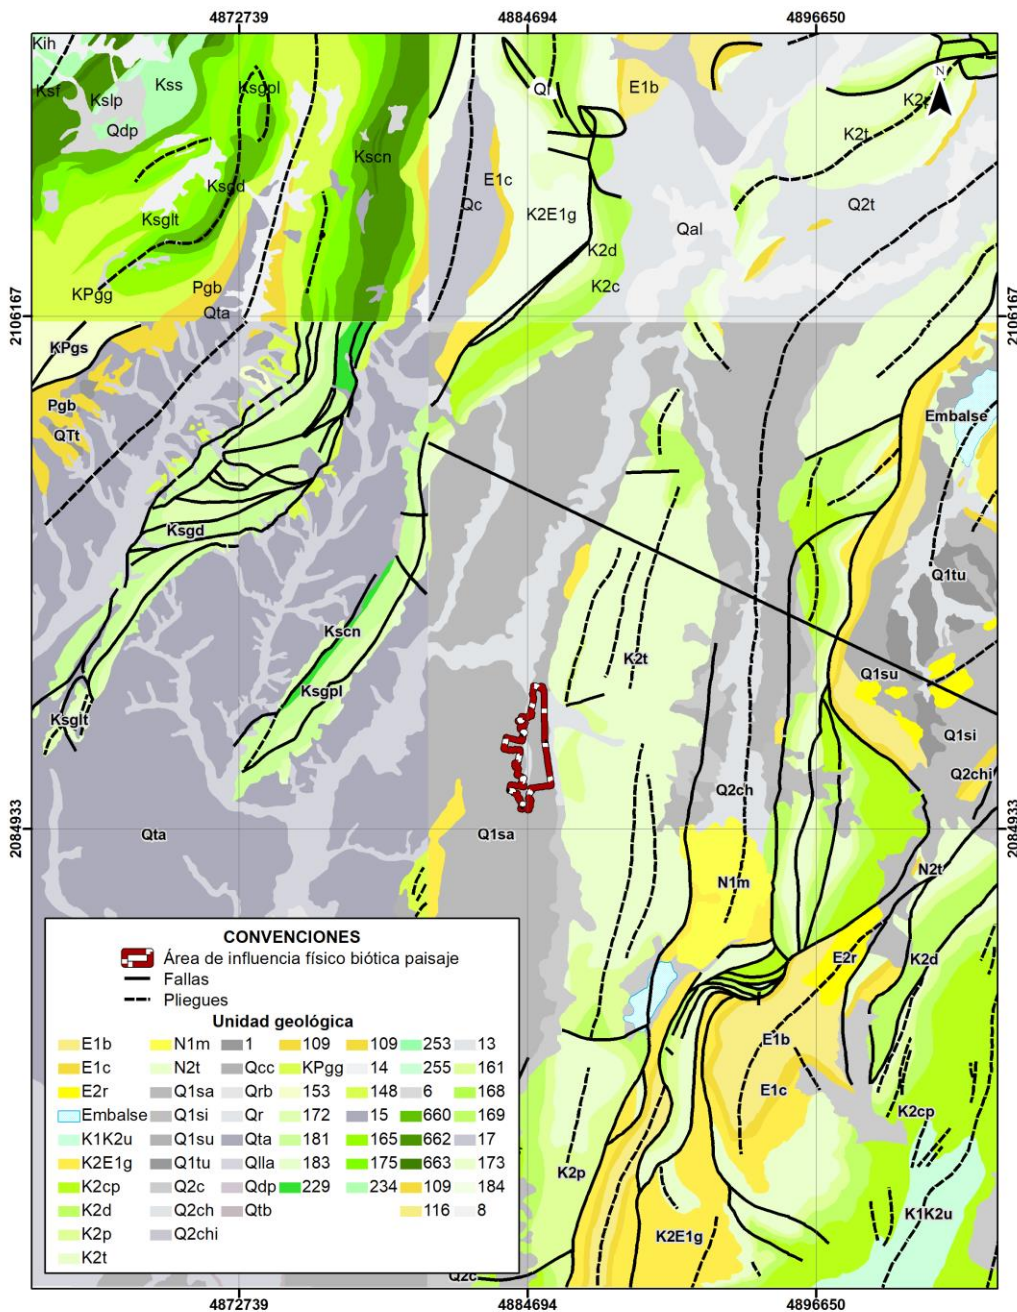 4872739 4884694 4896650
Kih
Ksf
Kslp
Kss
Ksgpl
Qdp
Kscn
Kscd
Ksglt
KPgg
Pgb
Qta
Ql
E1b
E1c
Qc
K2E1g
K2d
K2c
Qal
K2p
K2t
Q2t
N
2106167 2106167
KPgs
Pgb
QTt
Embalse
Ksgd
Q1tu
Kscn
K2t
Ksgpl
Q1su
Ksglt
Q1si
Q2chi
Q2ch
2084933 2084933
Qta
Q1sa
N1m
N2t
E2r
K2d
E1b
E1c
K2cp
K2p
K1K2u
K2E1g
Q2c
CONVENCIONES
Área de influencia físico biótica paisaje
Fallas
Pliegues
Unidad geológica
E1b N1m 1 109 109 253 13
E1c N2t Qcc KPgg 14 255 161
E2r Q1sa Qrb 153 148 6 168
Embalse Q1si Qr 172 15 660 169
K1K2u Q1su Qta 181 165 662 17
K2E1g Q1tu Qlla 183 175 663 173
K2cp Q2c Qdp 229 234 109 184
K2d Q2ch Qtb 116 8
K2p Q2chi
K2t
4872739 4884694 4896650